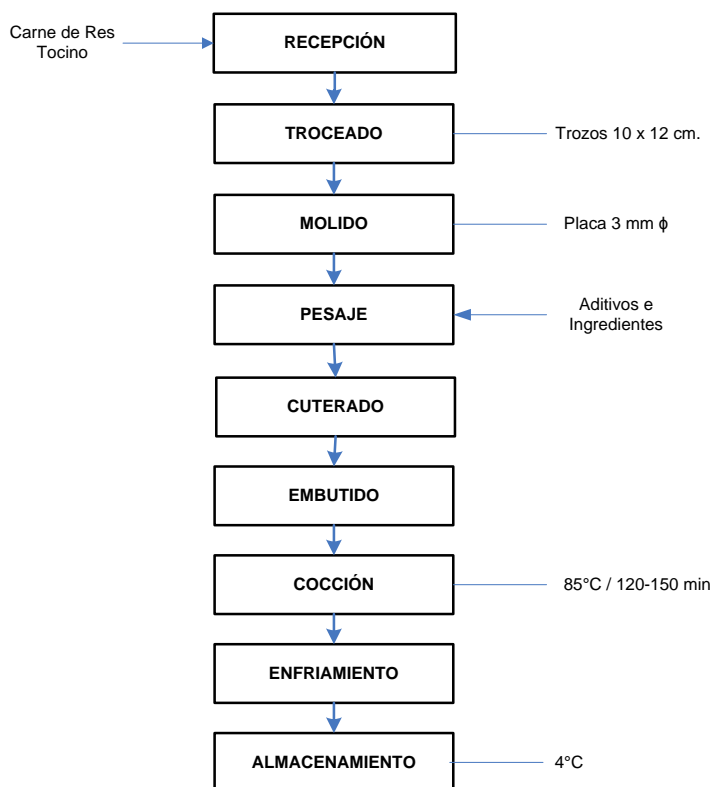 Carne de Res
Tocino
RECEPCIÓN
TROCEADO
Trozos 10 x 12 cm.
MOLIDO
Placa 3 mm ϕ
PESAJE
Aditivos e
Ingredientes
CUTERADO
EMBUTIDO
COCCIÓN
85°C / 120-150 min
ENFRIAMIENTO
ALMACENAMIENTO
4°C